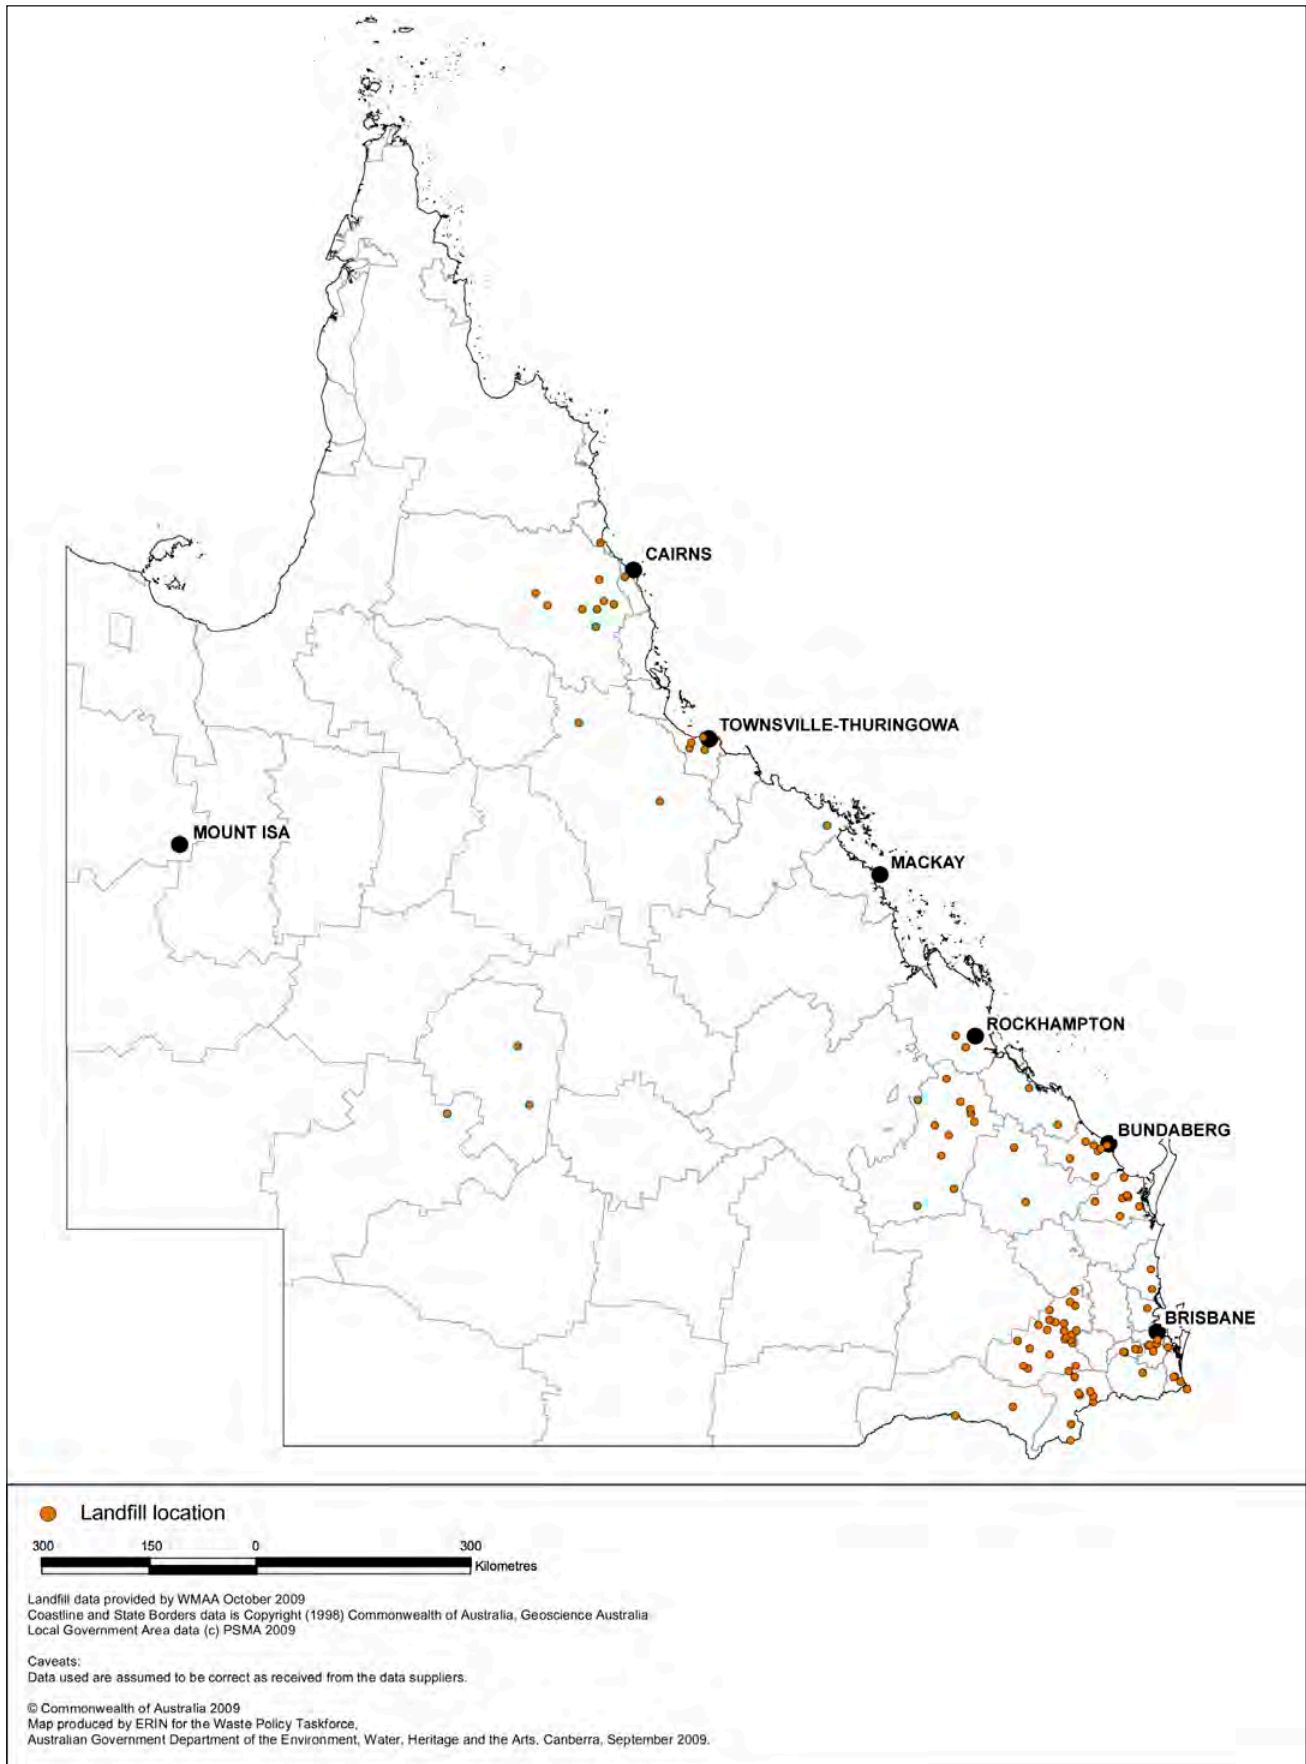 CAIRNS
TOWNSVILLE-THURINGOWA
MOUNT ISA
MACKAY
ROCKHAMPTON
BUNDABERG
BRISBANE
Landfill location
300 150 0 300
Kilometres
Landfill data provided by WMAA October 2009
Coastline and State Borders data is Copyright (1998) Commonwealth of Australia, Geoscience Australia
Local Government Area data (c) PSMA 2009
Caveats:
Data used are assumed to be correct as received from the data suppliers.
© Commonwealth of Australia 2009
Map produced by ERIN for the Waste Policy Taskforce,
Australian Government Department of the Environment, Water, Heritage and the Arts. Canberra, September 2009.